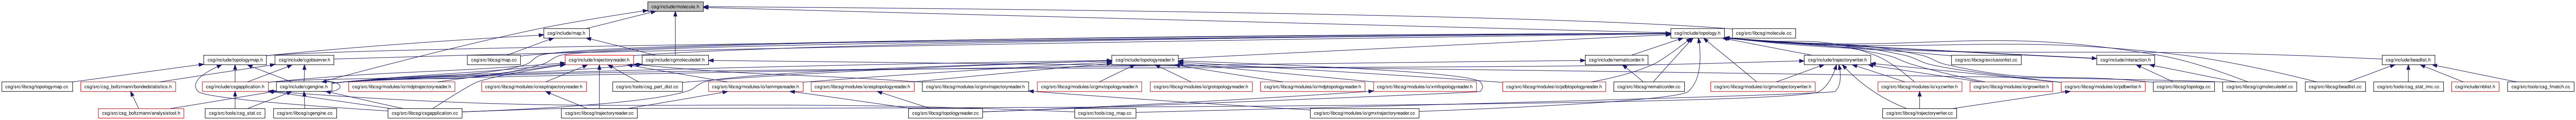 csg/include/molecule.h
csg/include/map.h
csg/include/topology.h
csg/src/libcsg/molecule.cc
csg/include/topologymap.h
csg/include/cgobserver.h
csg/src/libcsg/map.cc
csg/include/trajectoryreader.h
csg/include/cgmoleculedef.h
csg/include/topologyreader.h
csg/include/nematicorder.h
csg/include/trajectorywriter.h
csg/src/libcsg/exclusionlist.cc
csg/include/interaction.h
csg/include/beadlist.h
csg/src/libcsg/topologymap.cc
csg/src/csg_boltzmann/bondedstatistics.h
csg/include/csgapplication.h
csg/include/cgengine.h
csg/src/libcsg/modules/io/mdptrajectoryreader.h
csg/src/libcsg/modules/io/esptrajectoryreader.h
csg/src/tools/csg_part_dist.cc
csg/src/libcsg/modules/io/lammpsreader.h
csg/src/libcsg/modules/io/esptopologyreader.h
csg/src/libcsg/modules/io/gmxtrajectoryreader.h
csg/src/libcsg/modules/io/gmxtopologyreader.h
csg/src/libcsg/modules/io/grotopologyreader.h
csg/src/libcsg/modules/io/mdptopologyreader.h
csg/src/libcsg/modules/io/xmltopologyreader.h
csg/src/libcsg/modules/io/pdbtopologyreader.h
csg/src/libcsg/nematicorder.cc
csg/src/libcsg/modules/io/gmxtrajectorywriter.h
csg/src/libcsg/modules/io/xyzwriter.h
csg/src/libcsg/modules/io/growriter.h
csg/src/libcsg/modules/io/pdbwriter.h
csg/src/libcsg/topology.cc
csg/src/libcsg/cgmoleculedef.cc
csg/src/libcsg/beadlist.cc
csg/src/tools/csg_stat_imc.cc
csg/include/nblist.h
csg/src/tools/csg_fmatch.cc
csg/src/csg_boltzmann/analysistool.h
csg/src/tools/csg_stat.cc
csg/src/libcsg/cgengine.cc
csg/src/libcsg/csgapplication.cc
csg/src/libcsg/trajectoryreader.cc
csg/src/libcsg/topologyreader.cc
csg/src/tools/csg_map.cc
csg/src/libcsg/modules/io/gmxtrajectoryreader.cc
csg/src/libcsg/trajectorywriter.cc